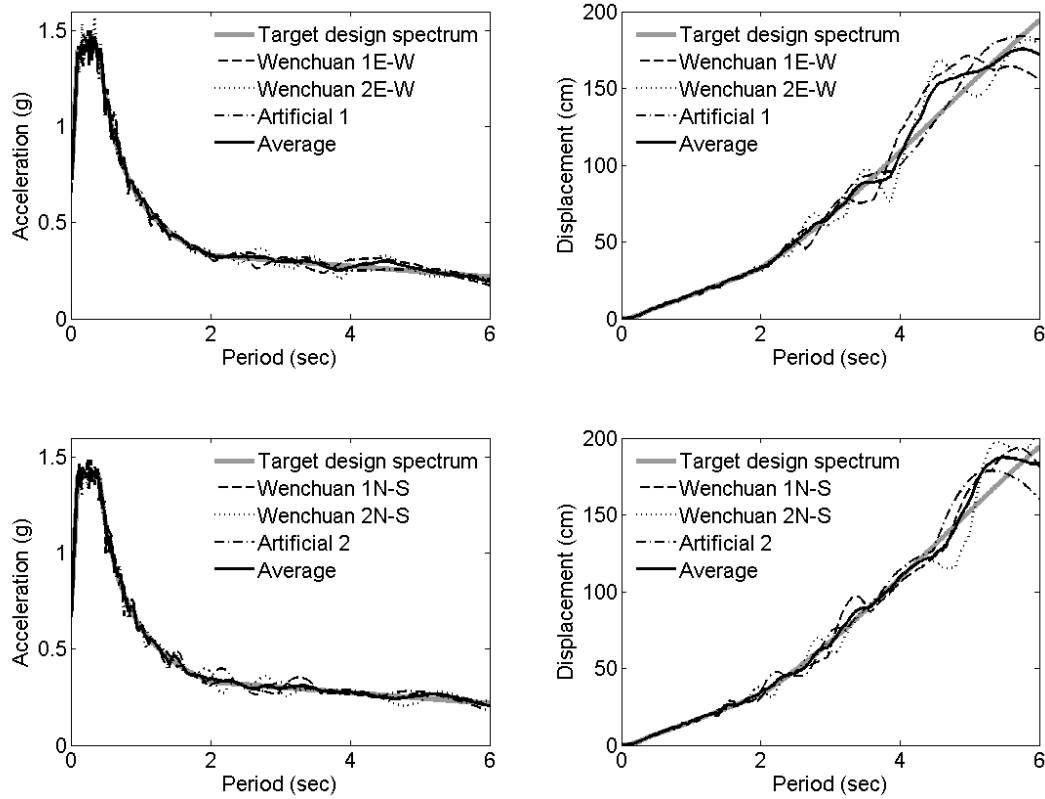 1.5
1
0.5
0
Acceleration (g)
Target design spectrum
Wenchuan 1E-W
Wenchuan 2E-W
Artificial 1
Average
0 2 4 6
Period (sec)
200
150
100
50
0
Displacement (cm)
Target design spectrum
Wenchuan 1E-W
Wenchuan 2E-W
Artificial 1
Average
0 2 4 6
Period (sec)
1.5
1
0.5
0
Acceleration (g)
Target design spectrum
Wenchuan 1N-S
Wenchuan 2N-S
Artificial 2
Average
0 2 4 6
Period (sec)
200
150
100
50
0
Displacement (cm)
Target design spectrum
Wenchuan 1N-S
Wenchuan 2N-S
Artificial 2
Average
0 2 4 6
Period (sec)